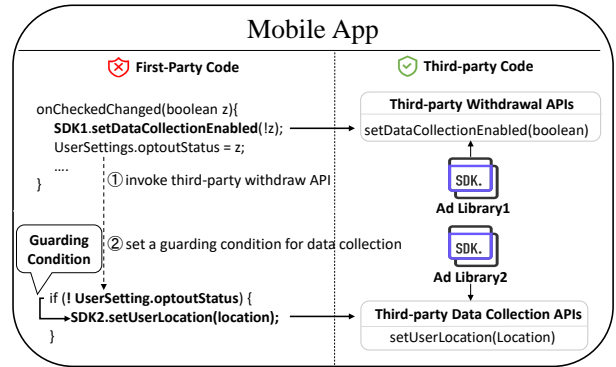 Mobile App
First-Party Code
Third-party Code
onCheckedChanged(boolean z){
SDK1.setDataCollectionEnabled(!z);
UserSettings.optoutStatus = z;
....
}
① invoke third-party withdraw API
② set a guarding condition for data collection
Guarding
Condition
if (! UserSetting.optoutStatus) {
SDK2.setUserLocation(location);
}
Third-party Withdrawal APIs
setDataCollectionEnabled(boolean)
SDK.
Ad Library1
SDK.
Ad Library2
Third-party Data Collection APIs
setUserLocation(Location)